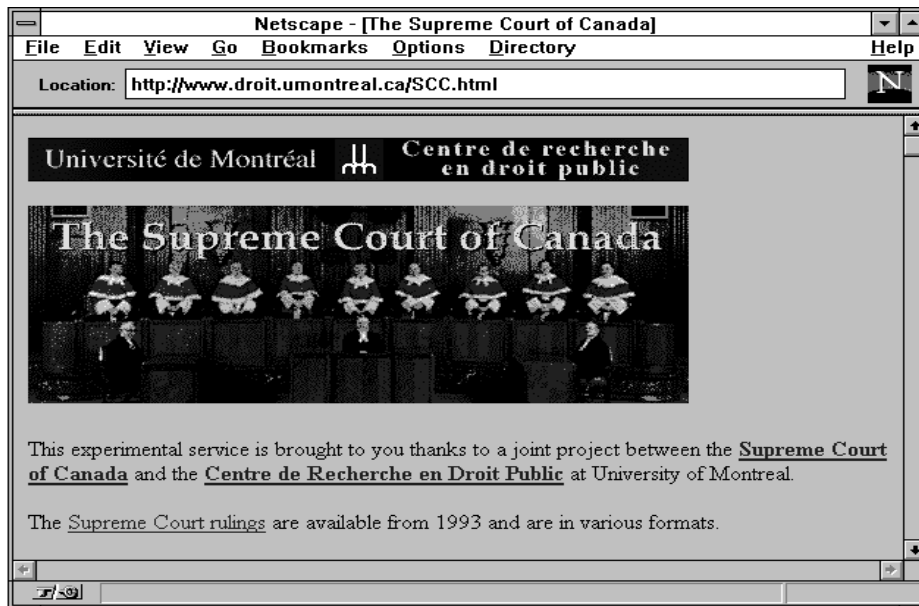 Netscape - [The Supreme Court of Canada]
File Edit View Go Bookmarks Options Directory Help
Location: http://www.droit.umontreal.ca/SCC.html
N
Université de Montréal
Centre de recherche
en droit public
The Supreme Court of Canada
This experimental service is brought to you thanks to a joint project between the Supreme Court
of Canada and the Centre de Recherche en Droit Public at University of Montreal.
The Supreme Court rulings are available from 1993 and are in various formats.